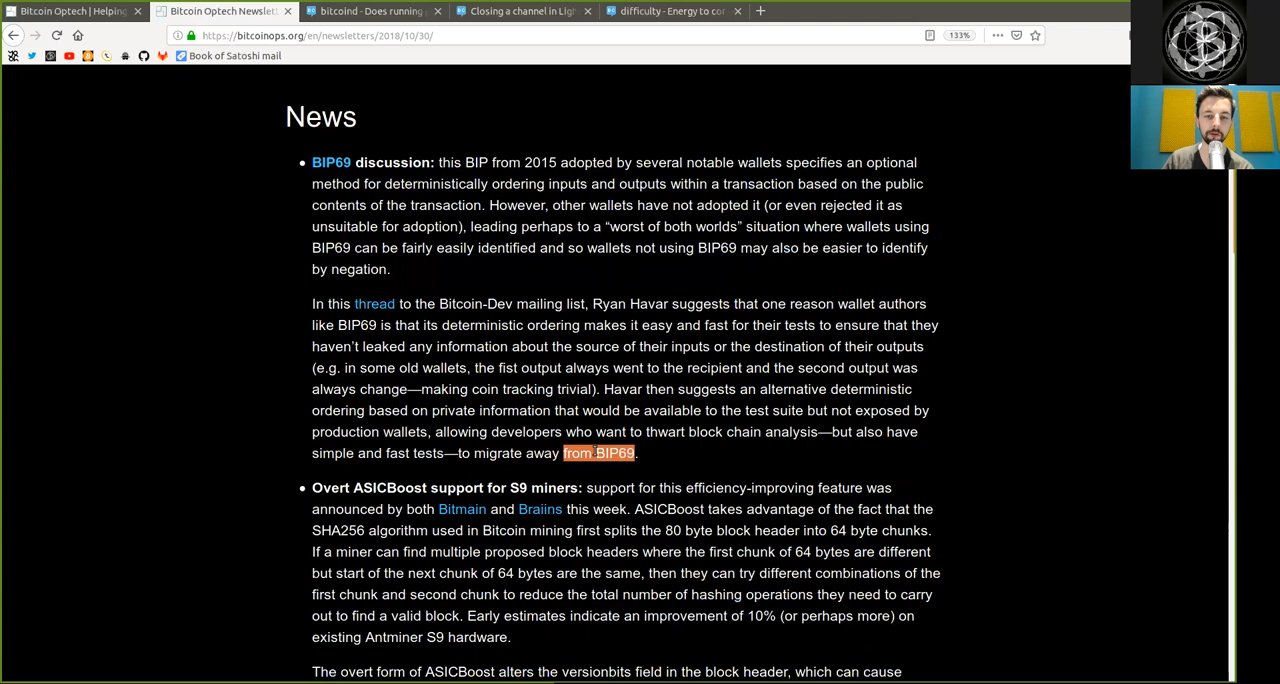 Bitcoin Optech | Helping
Bitcoin Optech Newslett
bitcoind - Does running
Closing a channel in Ligh
difficulty - Energy to cor
https://bitcoinops.org/en/newsletters/2018/10/30/
133%
Book of Satoshi mail
News
BIP69 discussion: this BIP from 2015 adopted by several notable wallets specifies an optional
method for deterministically ordering inputs and outputs within a transaction based on the public
contents of the transaction. However, other wallets have not adopted it (or even rejected it as
unsuitable for adoption), leading perhaps to a “worst of both worlds” situation where wallets using
BIP69 can be fairly easily identified and so wallets not using BIP69 may also be easier to identify
by negation.
In this thread to the Bitcoin-Dev mailing list, Ryan Havar suggests that one reason wallet authors
like BIP69 is that its deterministic ordering makes it easy and fast for their tests to ensure that they
haven’t leaked any information about the source of their inputs or the destination of their outputs
(e.g. in some old wallets, the fist output always went to the recipient and the second output was
always change—making coin tracking trivial). Havar then suggests an alternative deterministic
ordering based on private information that would be available to the test suite but not exposed by
production wallets, allowing developers who want to thwart block chain analysis—but also have
simple and fast tests—to migrate away from BIP69.
Overt ASICBoost support for S9 miners: support for this efficiency-improving feature was
announced by both Bitmain and Braiins this week. ASICBoost takes advantage of the fact that the
SHA256 algorithm used in Bitcoin mining first splits the 80 byte block header into 64 byte chunks.
If a miner can find multiple proposed block headers where the first chunk of 64 bytes are different
but start of the next chunk of 64 bytes are the same, then they can try different combinations of the
first chunk and second chunk to reduce the total number of hashing operations they need to carry
out to find a valid block. Early estimates indicate an improvement of 10% (or perhaps more) on
existing Antminer S9 hardware.
The overt form of ASICBoost alters the versionbits field in the block header, which can cause